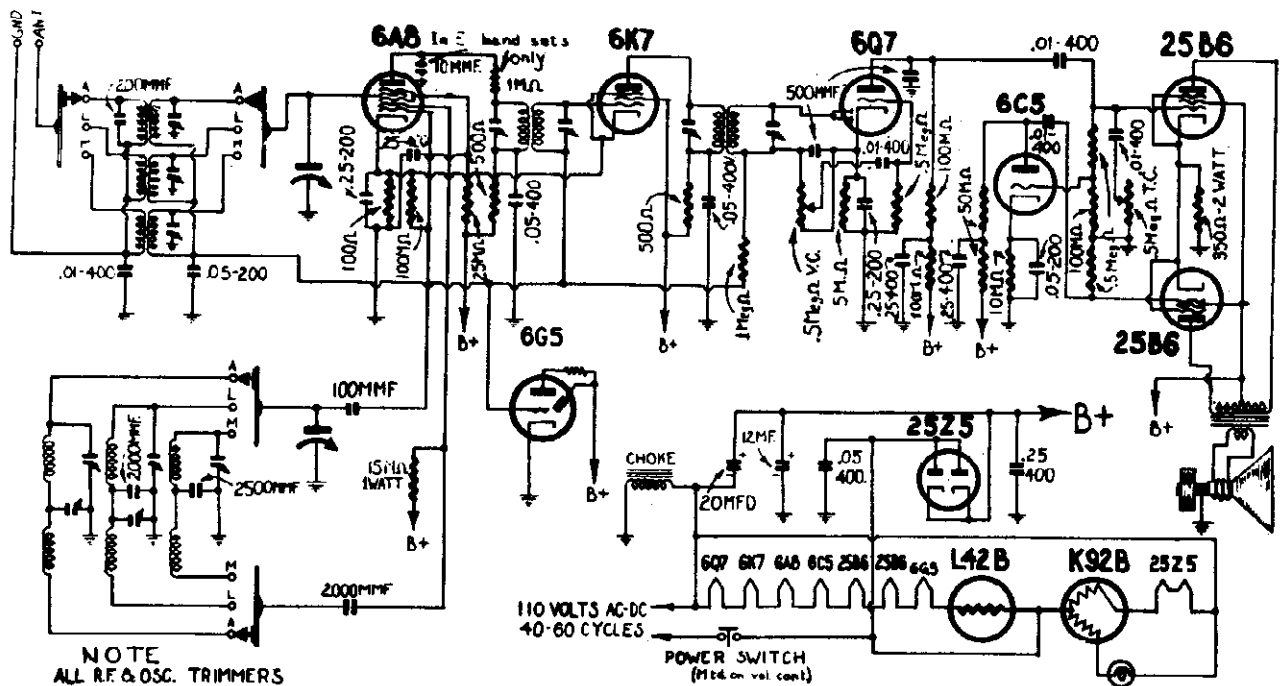 GND
ANT
6A8
In E band sets
only
10MMF.
1MΩ
6K7
6Q7
.01-400
25B6
200MMF
A
L
A
L
M
500MMF
6C5
.25-200
500Ω
.05-400
.01-400
.5MegΩ
100MΩ
.01-400
100Ω
100MΩ
25MΩ
500Ω
.05-400V
50MΩ
100MΩ
.5MegΩ
.5MegΩ T.C.
350Ω-2 WATT
.01-400
.05-200
1MegΩ
.5MegΩ V.C.
5MΩ
.25-200
.25-400
100MΩ
.25-400
10MΩ
.05-200
B+
B+
B+
B+
25B6
6G5
B+
A
L
M
100MMF
2000MMF
2500MMF
15MΩ
1WATT
B+
B+
CHOKE
20MFD
12MF.
.05
400.
25Z5
.25
400
B+
M
L
A
2000MMF
6Q7
6K7
6A8
6C5
25B6
25B6
6G5
L42B
K92B
25Z5
110 VOLTS AC-DC
40-60 CYCLES
POWER SWITCH
(Mtd. on vol. cont.)
NOTE
ALL R.F. & OSC. TRIMMERS